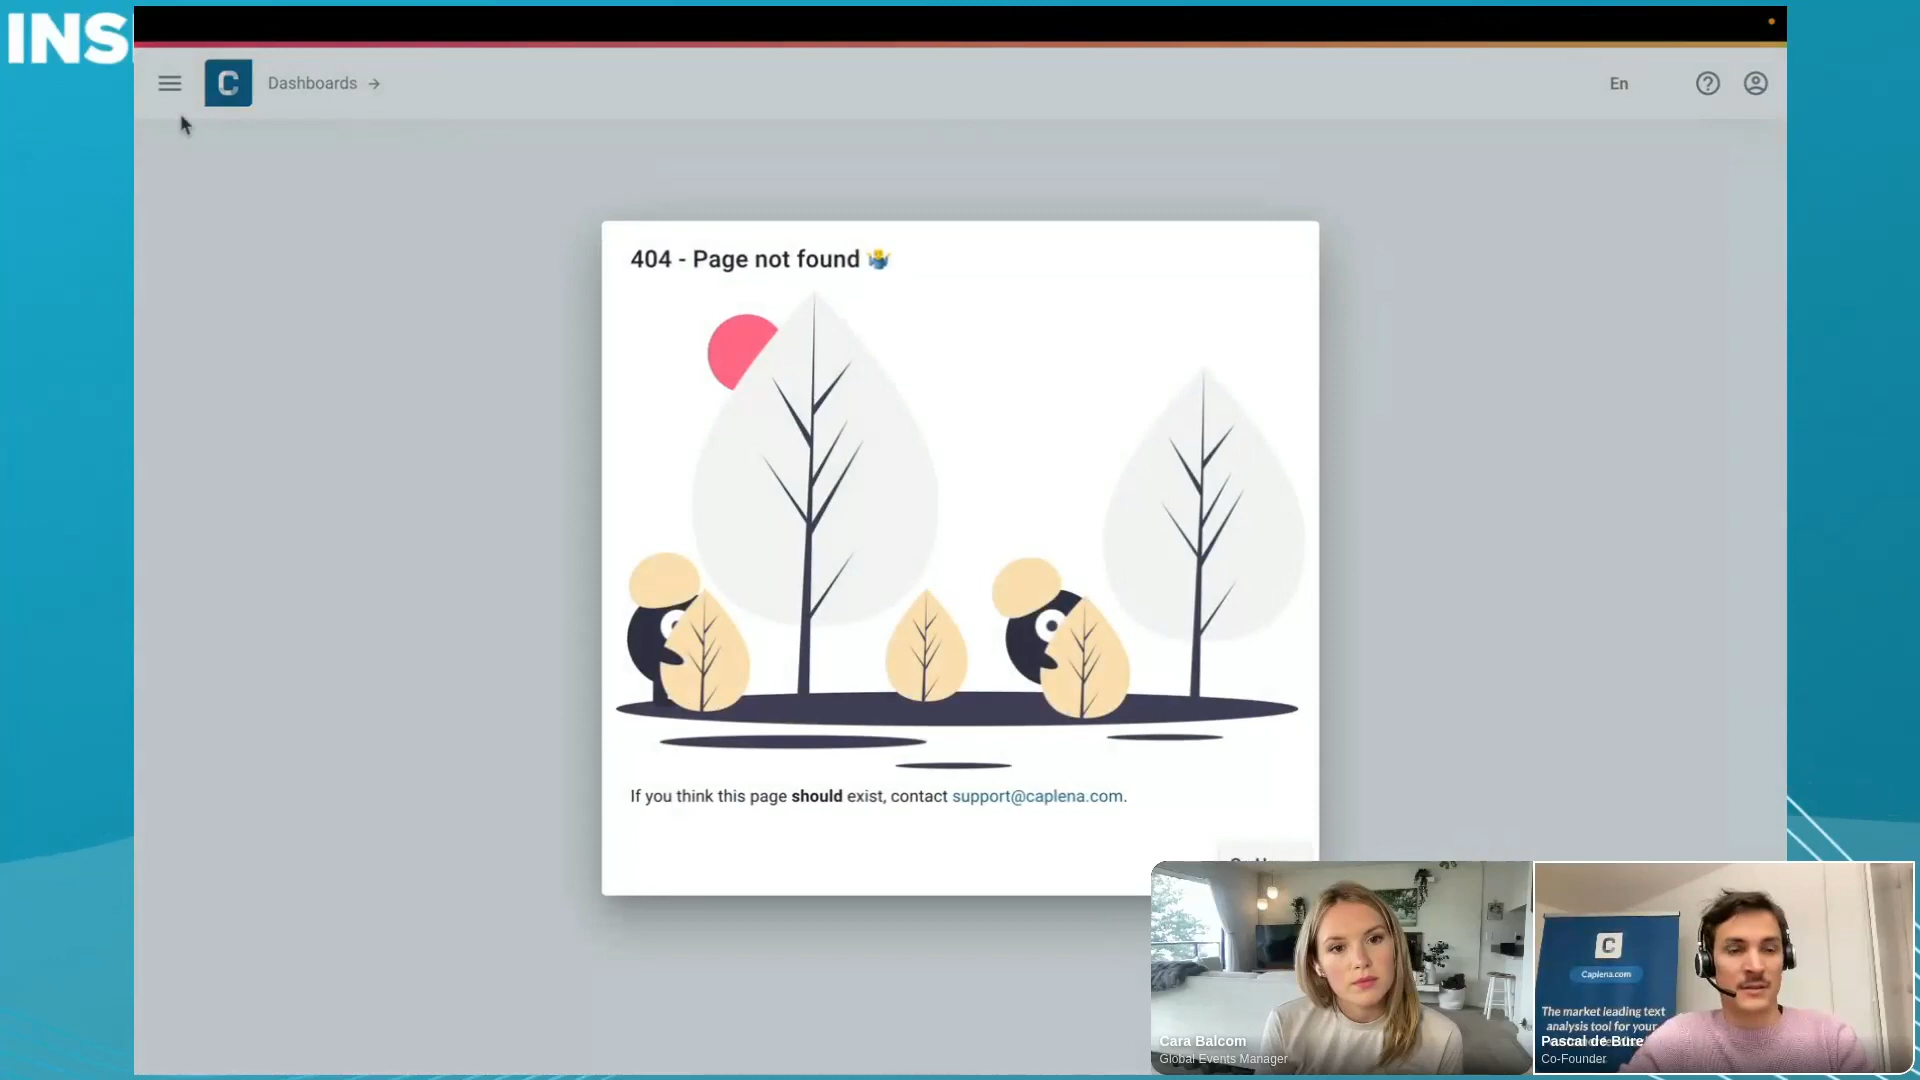 INS
C
Dashboards
En
404 - Page not found
If you think this page should exist, contact support@caplena.com.
C
Caplena.com
The market leading text
analysis tool for your
Cara Balcom
Global Events Manager
Pascal de Bure
Co-Founder